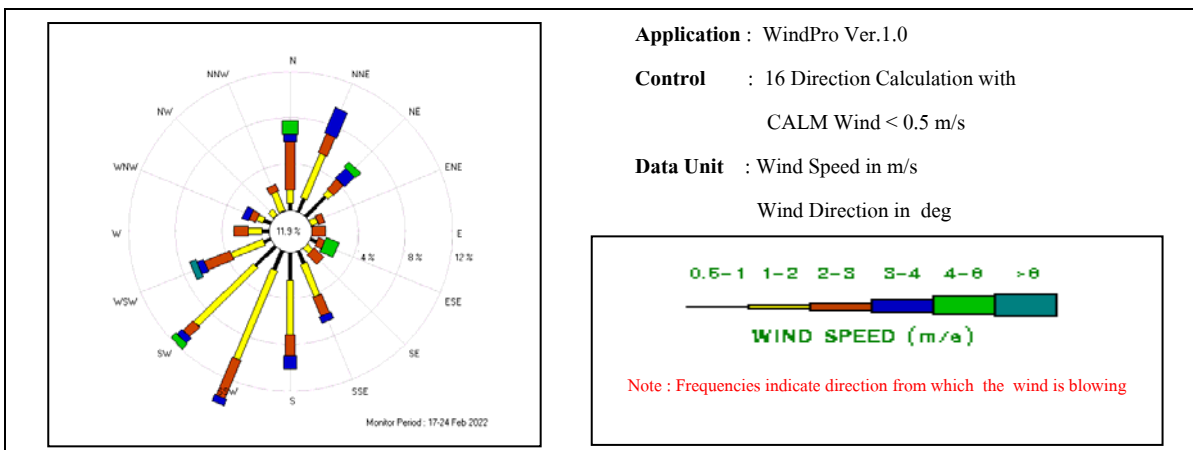 N
NNW
NNE
NW
NE
WNW
ENE
W
11.9 %
E
4 %
8 %
12 %
WSW
ESE
SW
SE
SSE
S
Monitor Period : 17-24 Feb 2022
Application : WindPro Ver.1.0
Control : 16 Direction Calculation with
CALM Wind < 0.5 m/s
Data Unit : Wind Speed in m/s
Wind Direction in deg
0.5-1 1-2 2-3 3-4 4-8 >8
WIND SPEED (m/s)
Note : Frequencies indicate direction from which the wind is blowing